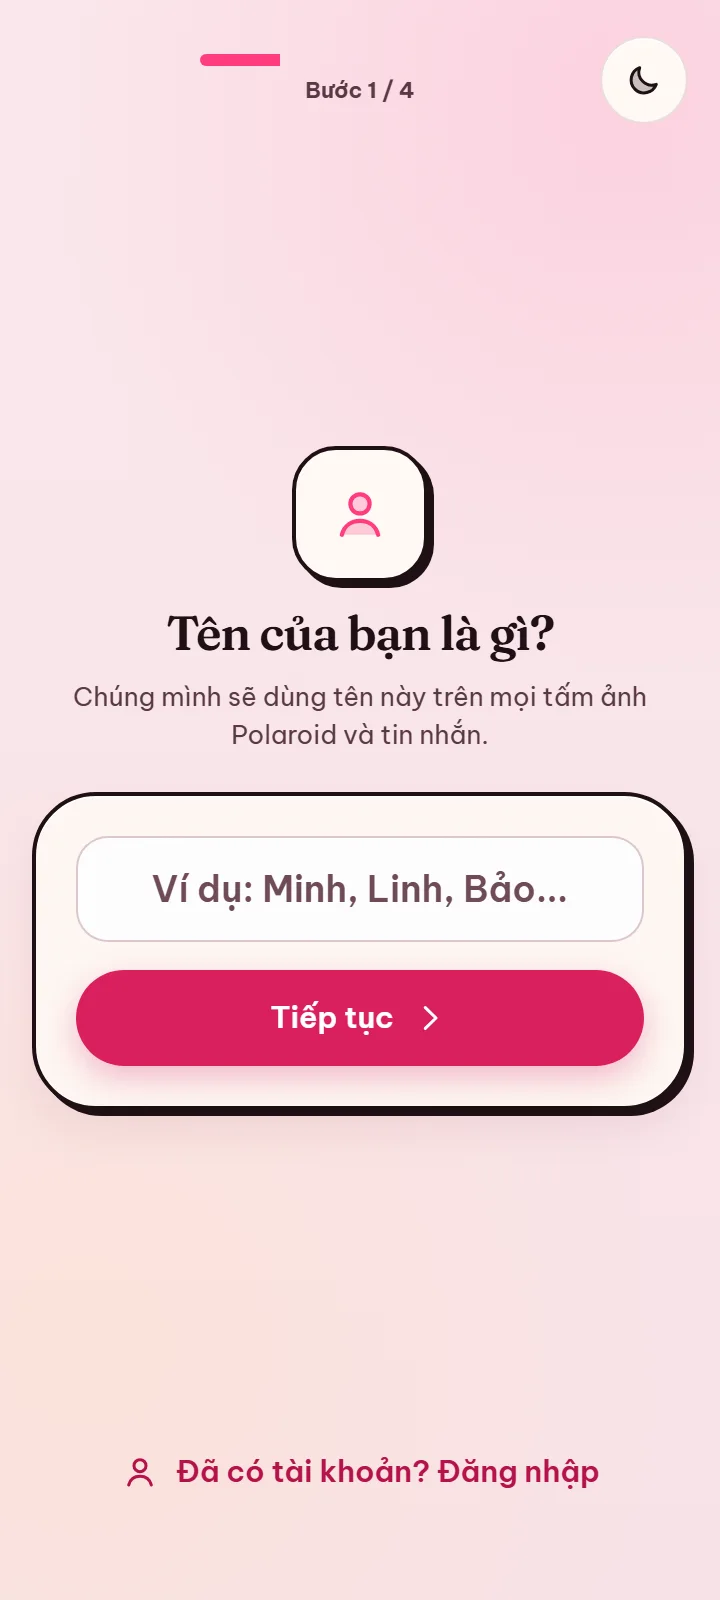 Bước 1 / 4
Tên của bạn là gì?
Chúng mình sẽ dùng tên này trên mọi tấm ảnh
Polaroid và tin nhắn.
Ví dụ: Minh, Linh, Bảo...
Tiếp tục
Đã có tài khoản? Đăng nhập